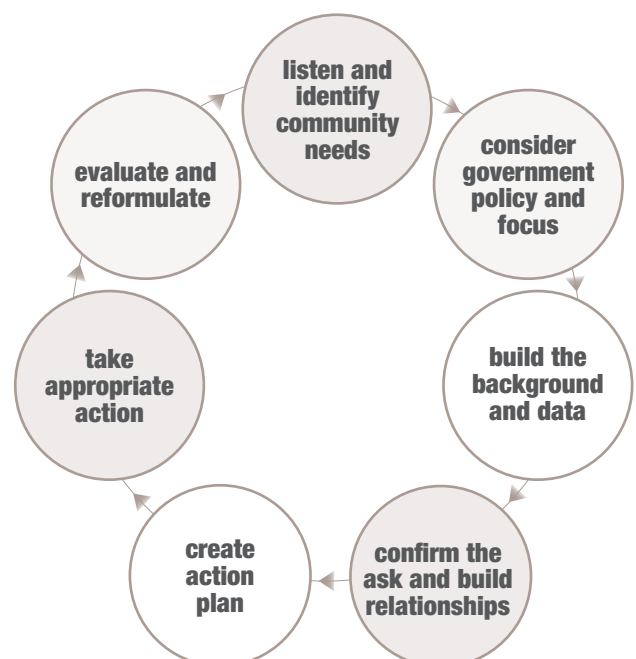 listen and
identify
community
needs
consider
government
policy and
focus
build the
background
and data
confirm the
ask and build
relationships
create
action
plan
take
appropriate
action
evaluate and
reformulate